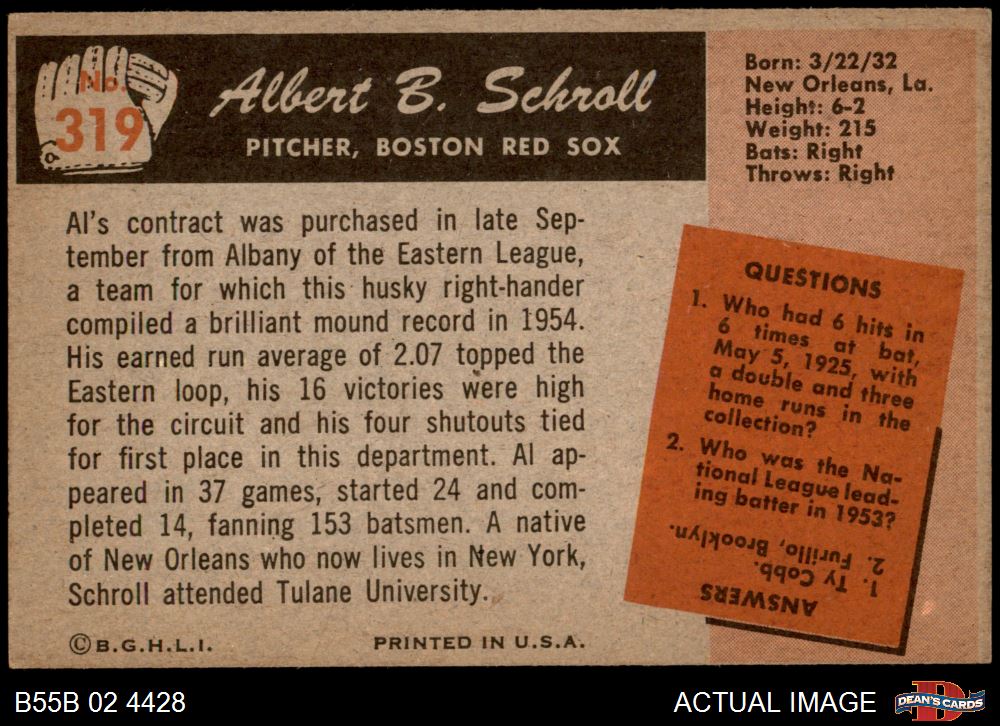 No.
319
Albert B. Schroll
PITCHER, BOSTON RED SOX
Born: 3/22/32
New Orleans, La.
Height: 6-2
Weight: 215
Bats: Right
Throws: Right
Al's contract was purchased in late Sep-
tember from Albany of the Eastern League,
a team for which this husky right-hander
compiled a brilliant mound record in 1954.
His earned run average of 2.07 topped the
Eastern loop, his 16 victories were high
for the circuit and his four shutouts tied
for first place in this department. Al ap-
peared in 37 games, started 24 and com-
pleted 14, fanning 153 batsmen. A native
of New Orleans who now lives in New York,
Schroll attended Tulane University.
QUESTIONS
1. Who had 6 hits in
6 times at bat,
May 5, 1925, with
a double and three
home runs in the
collection?
2. Who was the Na-
tional League lead-
ing batter in 1953?
ANSWERS
1. Ty Cobb.
2. Furillo, Brooklyn.
©B.G.H.L.I.
PRINTED IN U.S.A.
B55B 02 4428
ACTUAL IMAGE
D
DEAN'S CARDS